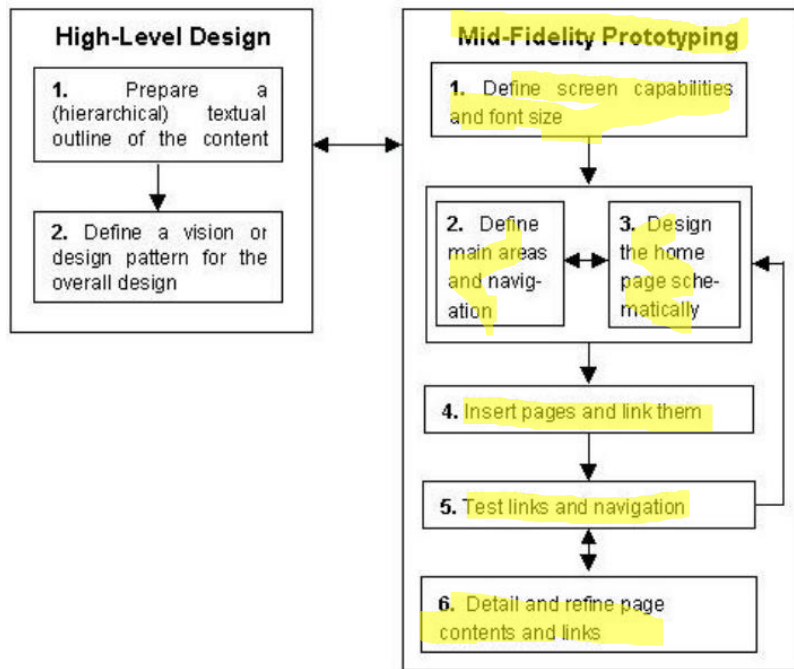 High-Level Design
1. Prepare a
(hierarchical) textual
outline of the content
2. Define a vision or
design pattern for the
overall design
Mid-Fidelity Prototyping
1. Define screen capabilities
and font size
2. Define
main areas
and navig-
ation
3. Design
the home
page sche-
matically
4. Insert pages and link them
5. Test links and navigation
6. Detail and refine page
contents and links